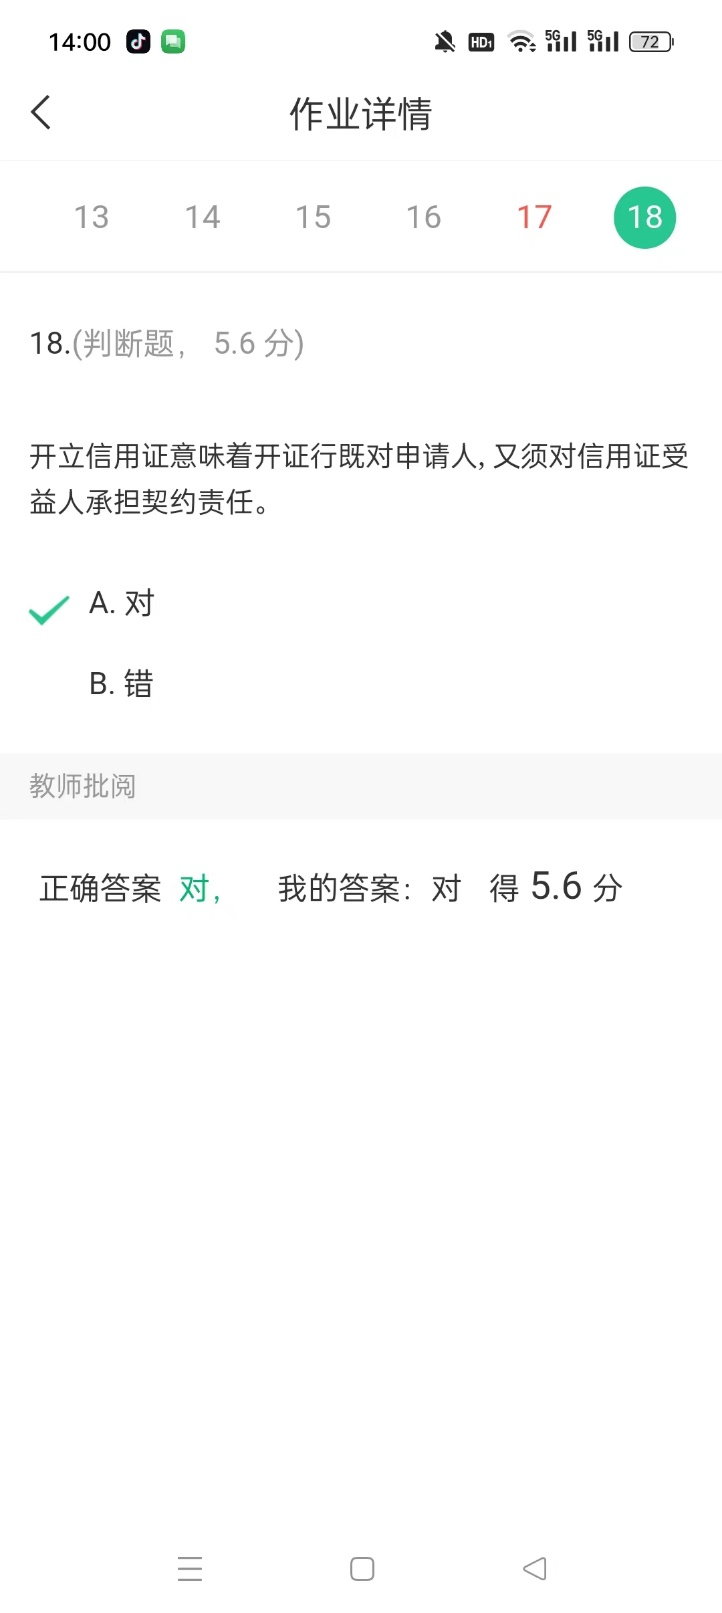 14:00 HD1 5G 5G 72
作业详情
13 14 15 16 17 18
18.(判断题， 5.6 分)
开立信用证意味着开证行既对申请人, 又须对信用证受
益人承担契约责任。
A. 对
B. 错
教师批阅
正确答案 对， 我的答案：对 得 5.6 分